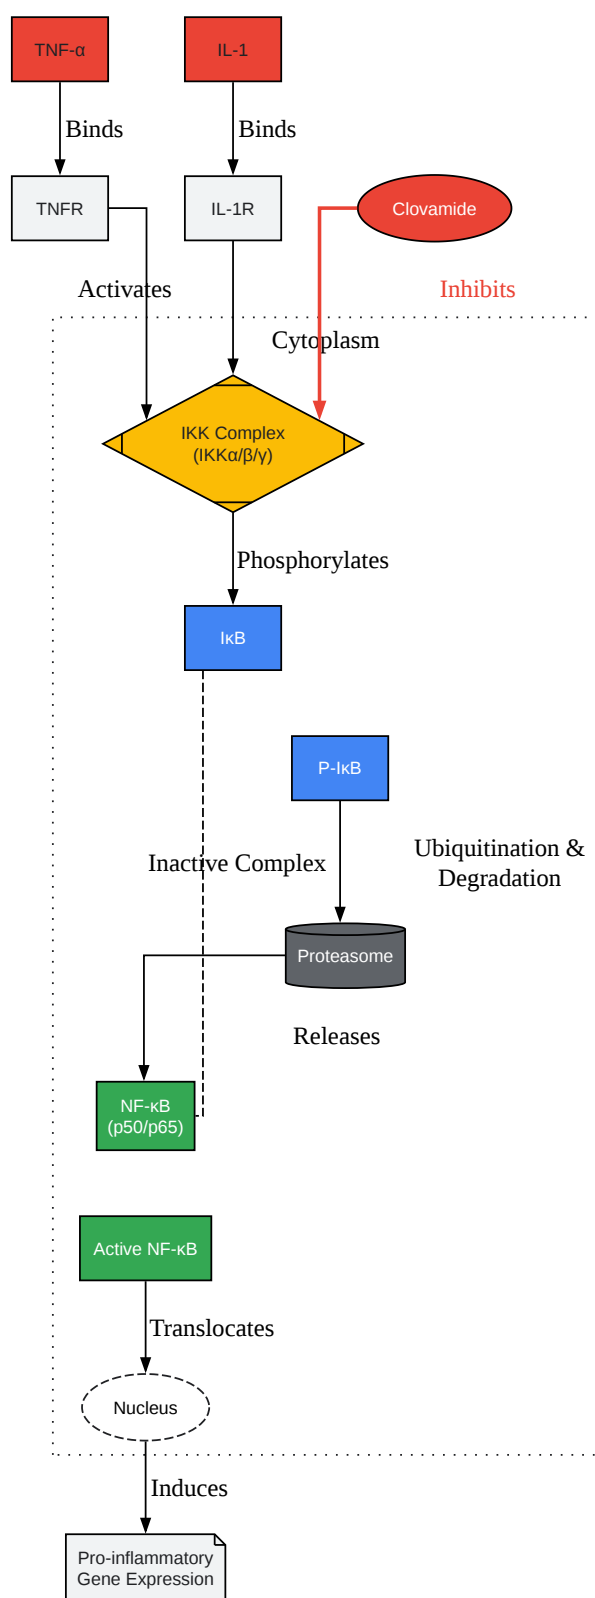 TNF-α
IL-1
Binds
Binds
TNFR
IL-1R
Clovamide
Activates
Inhibits
Cytoplasm
IKK Complex
(IKKα/β/γ)
Phosphorylates
IκB
P-IκB
Inactive Complex
Ubiquitination &
Degradation
Proteasome
Releases
NF-κB
(p50/p65)
Active NF-κB
Translocates
Nucleus
Induces
Pro-inflammatory
Gene Expression